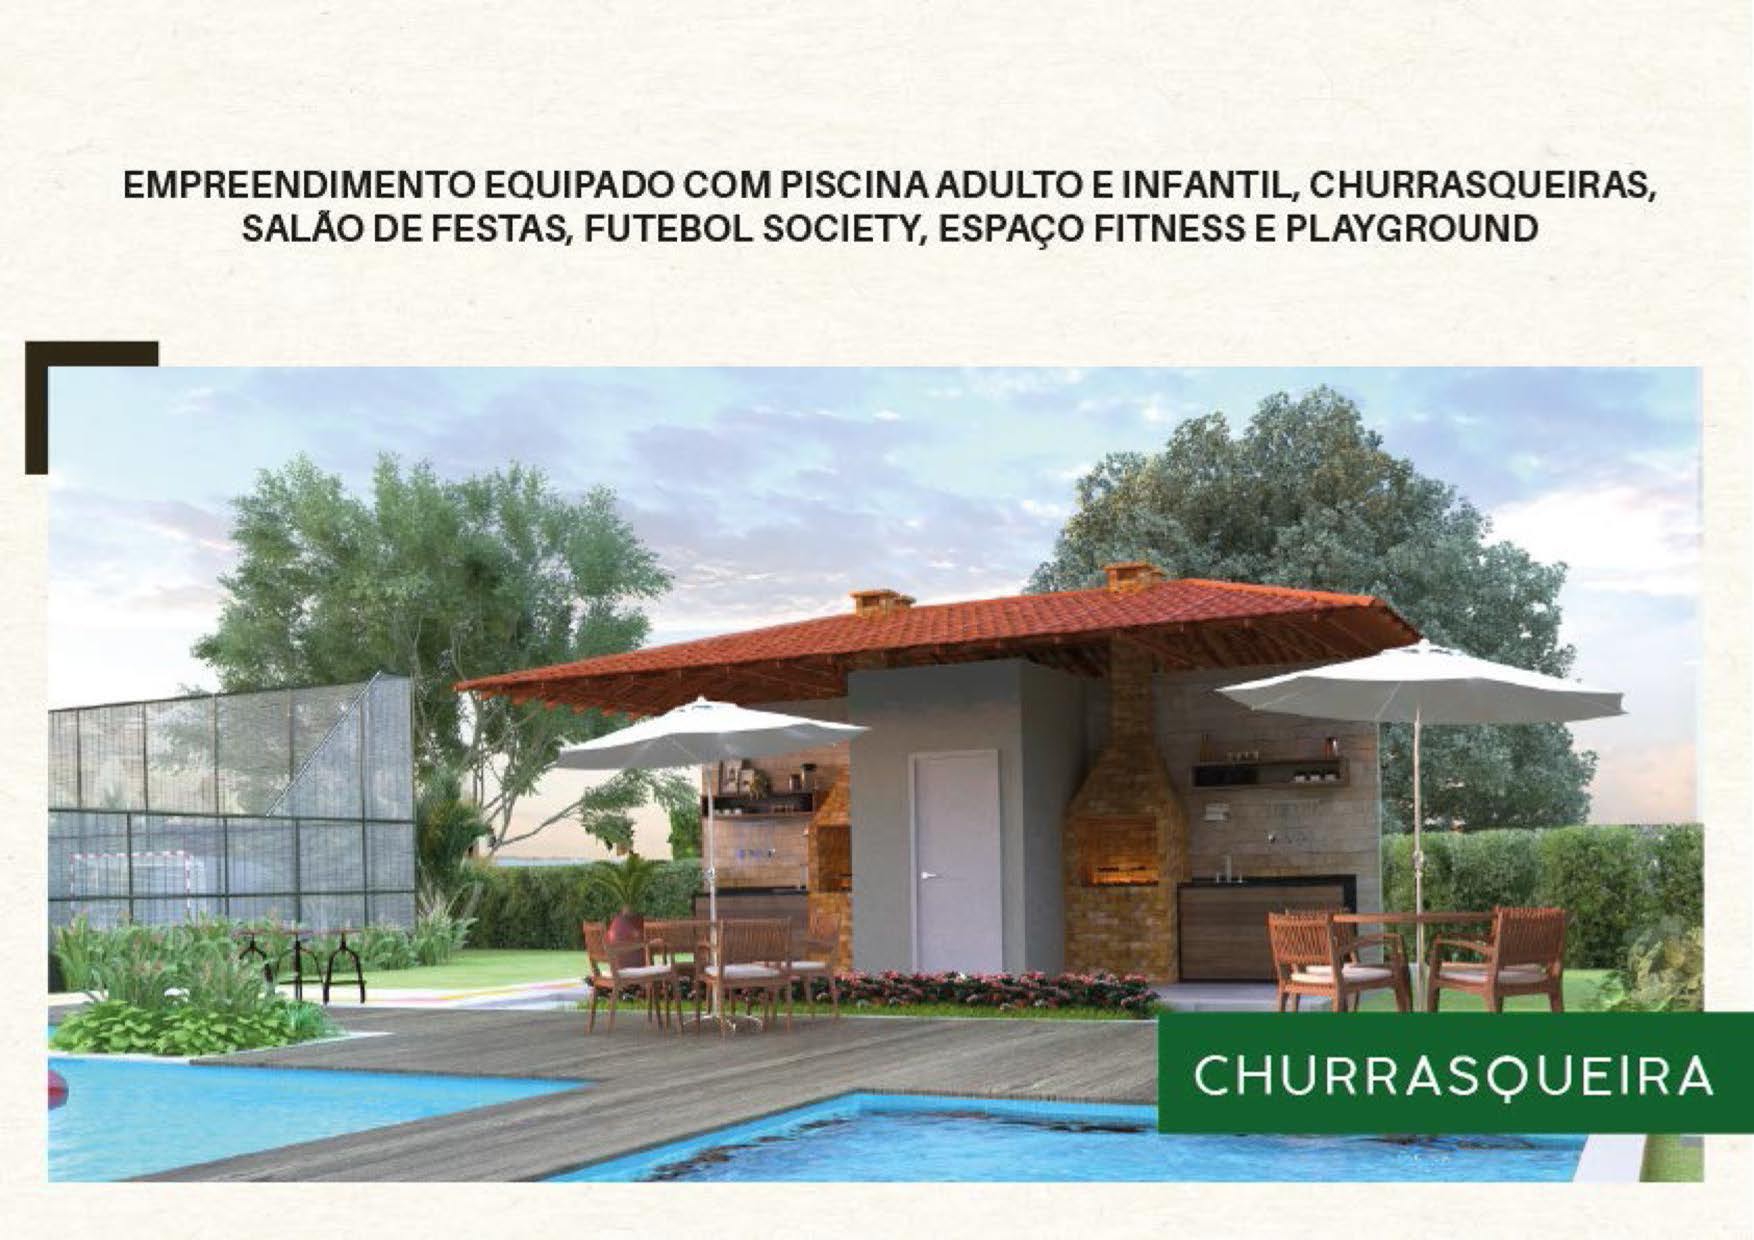 EMPREENDIMENTO EQUIPADO COM PISCINA ADULTO E INFANTIL, CHURRASQUEIRAS,
SALÃO DE FESTAS, FUTEBOL SOCIETY, ESPAÇO FITNESS E PLAYGROUND
CHURRASQUEIRA